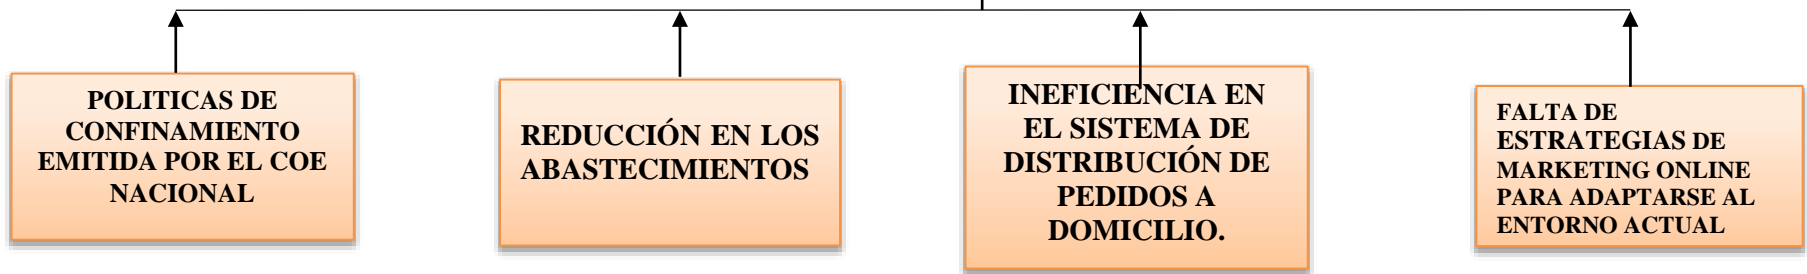 POLITICAS DE
CONFINAMIENTO
EMITIDA POR EL COE
NACIONAL
REDUCCIÓN EN LOS
ABASTECIMIENTOS
INEFICIENCIA EN
EL SISTEMA DE
DISTRIBUCIÓN DE
PEDIDOS A
DOMICILIO.
FALTA DE
ESTRATEGIAS DE
MARKETING ONLINE
PARA ADAPTARSE AL
ENTORNO ACTUAL